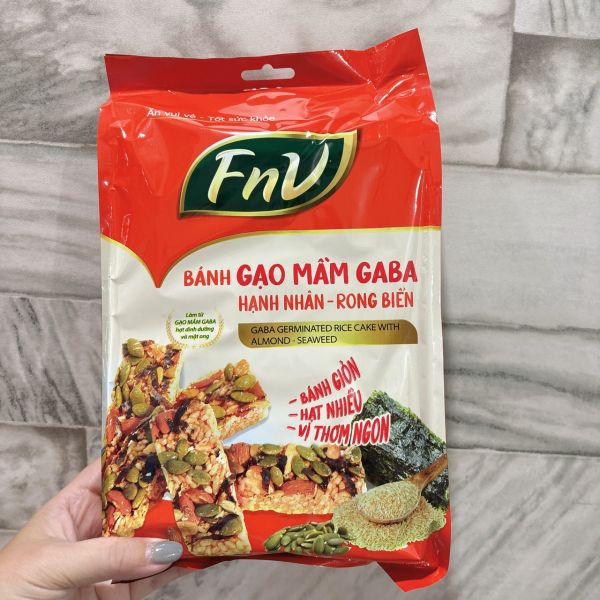 Ăn vui vẻ - Tốt sức khỏe
FnV
BÁNH GẠO MẦM GABA
HẠNH NHÂN - RONG BIỂN
GABA GERMINATED RICE CAKE WITH
ALMOND - SEAWEED
Làm từ
GẠO MẦM GABA
hạt dinh dưỡng
và mật ong
- BÁNH GIÒN
- HẠT NHIỀU
- VỊ THƠM NGON